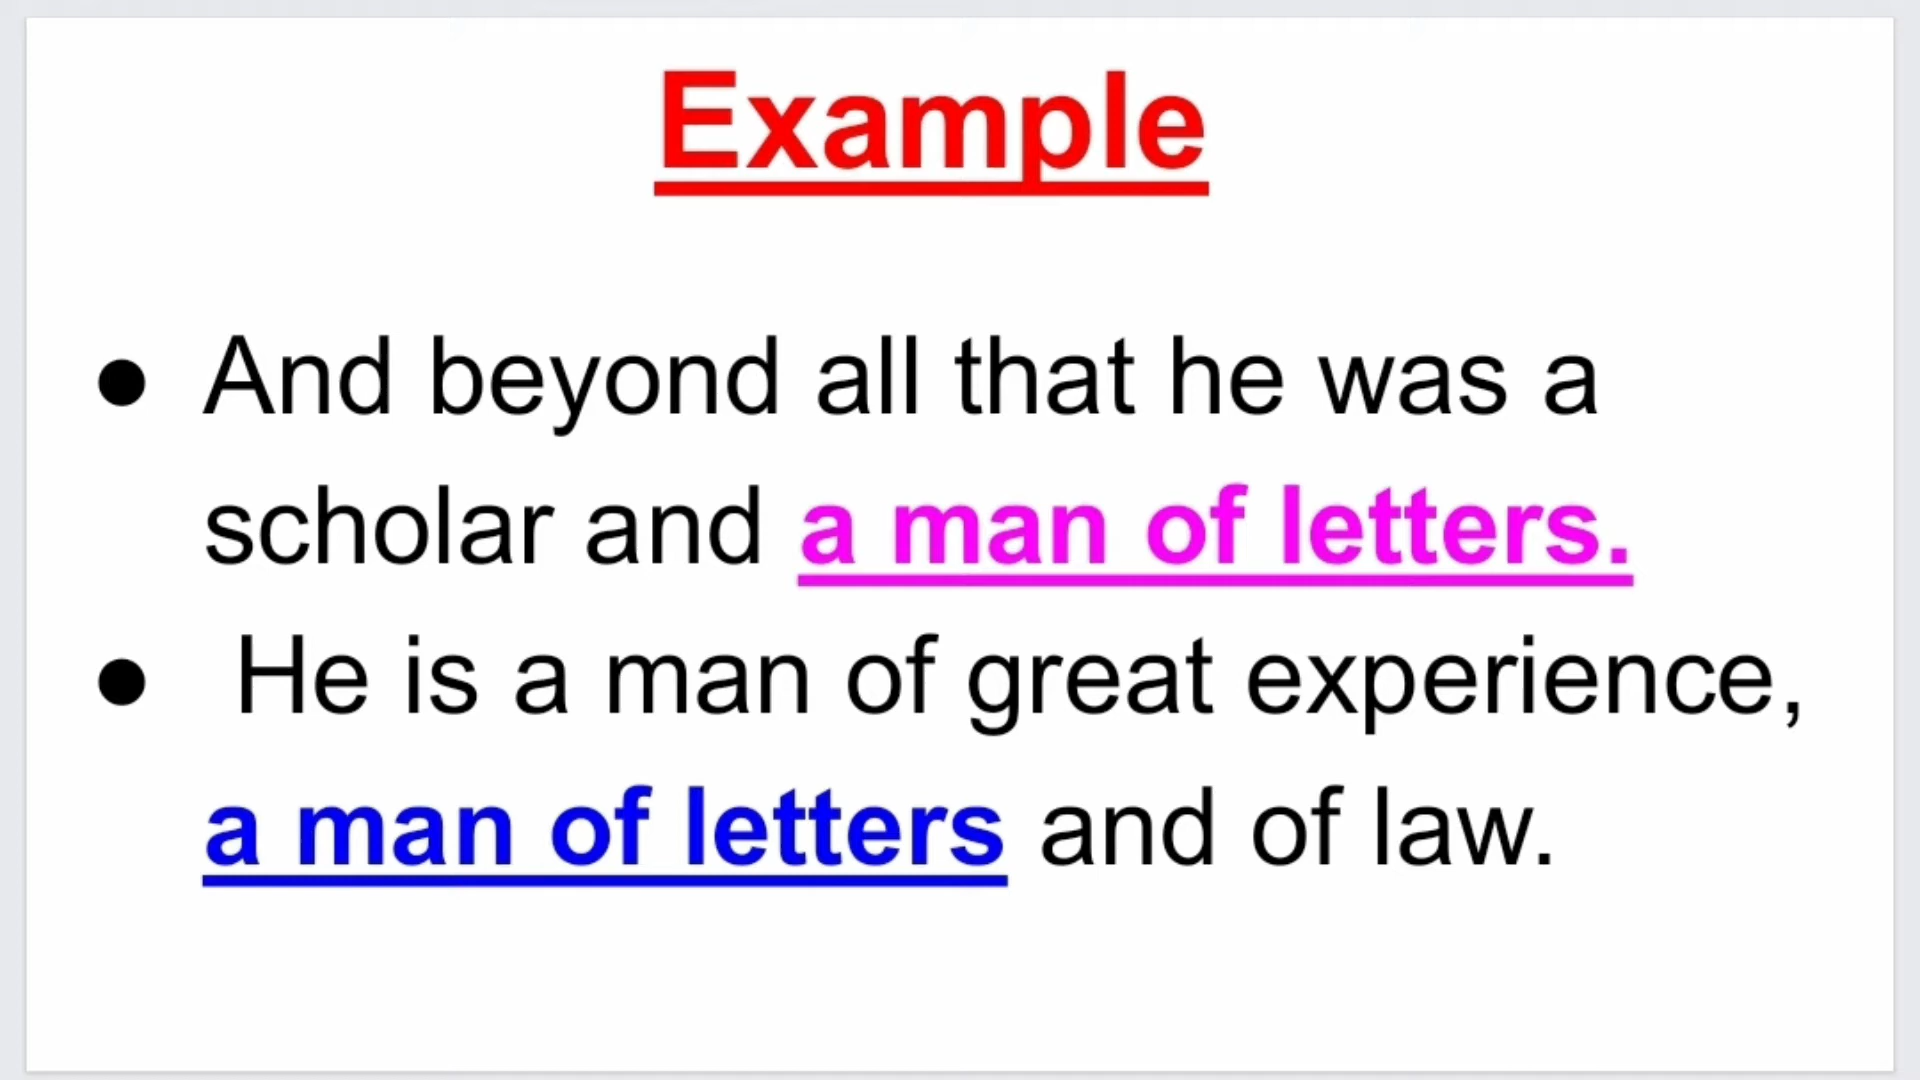 Example
● And beyond all that he was a
scholar and a man of letters.
● He is a man of great experience,
a man of letters and of law.